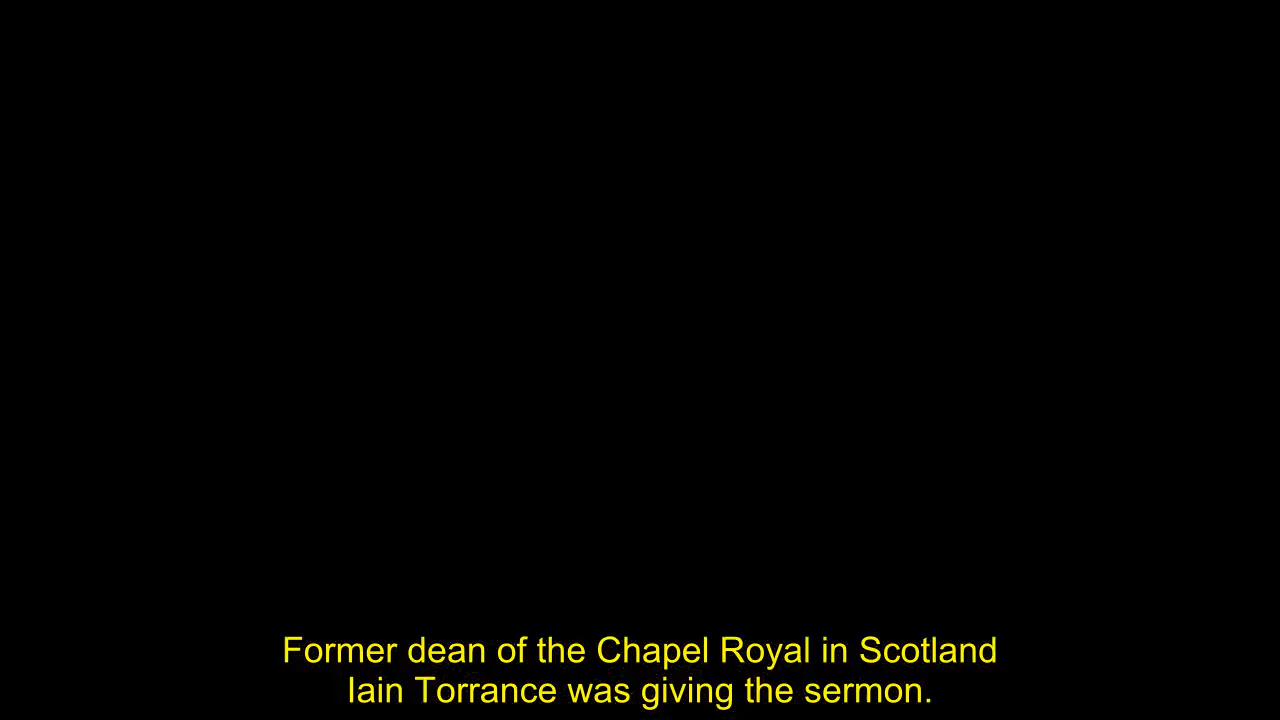 Former dean of the Chapel Royal in Scotland
Iain Torrance was giving the sermon.